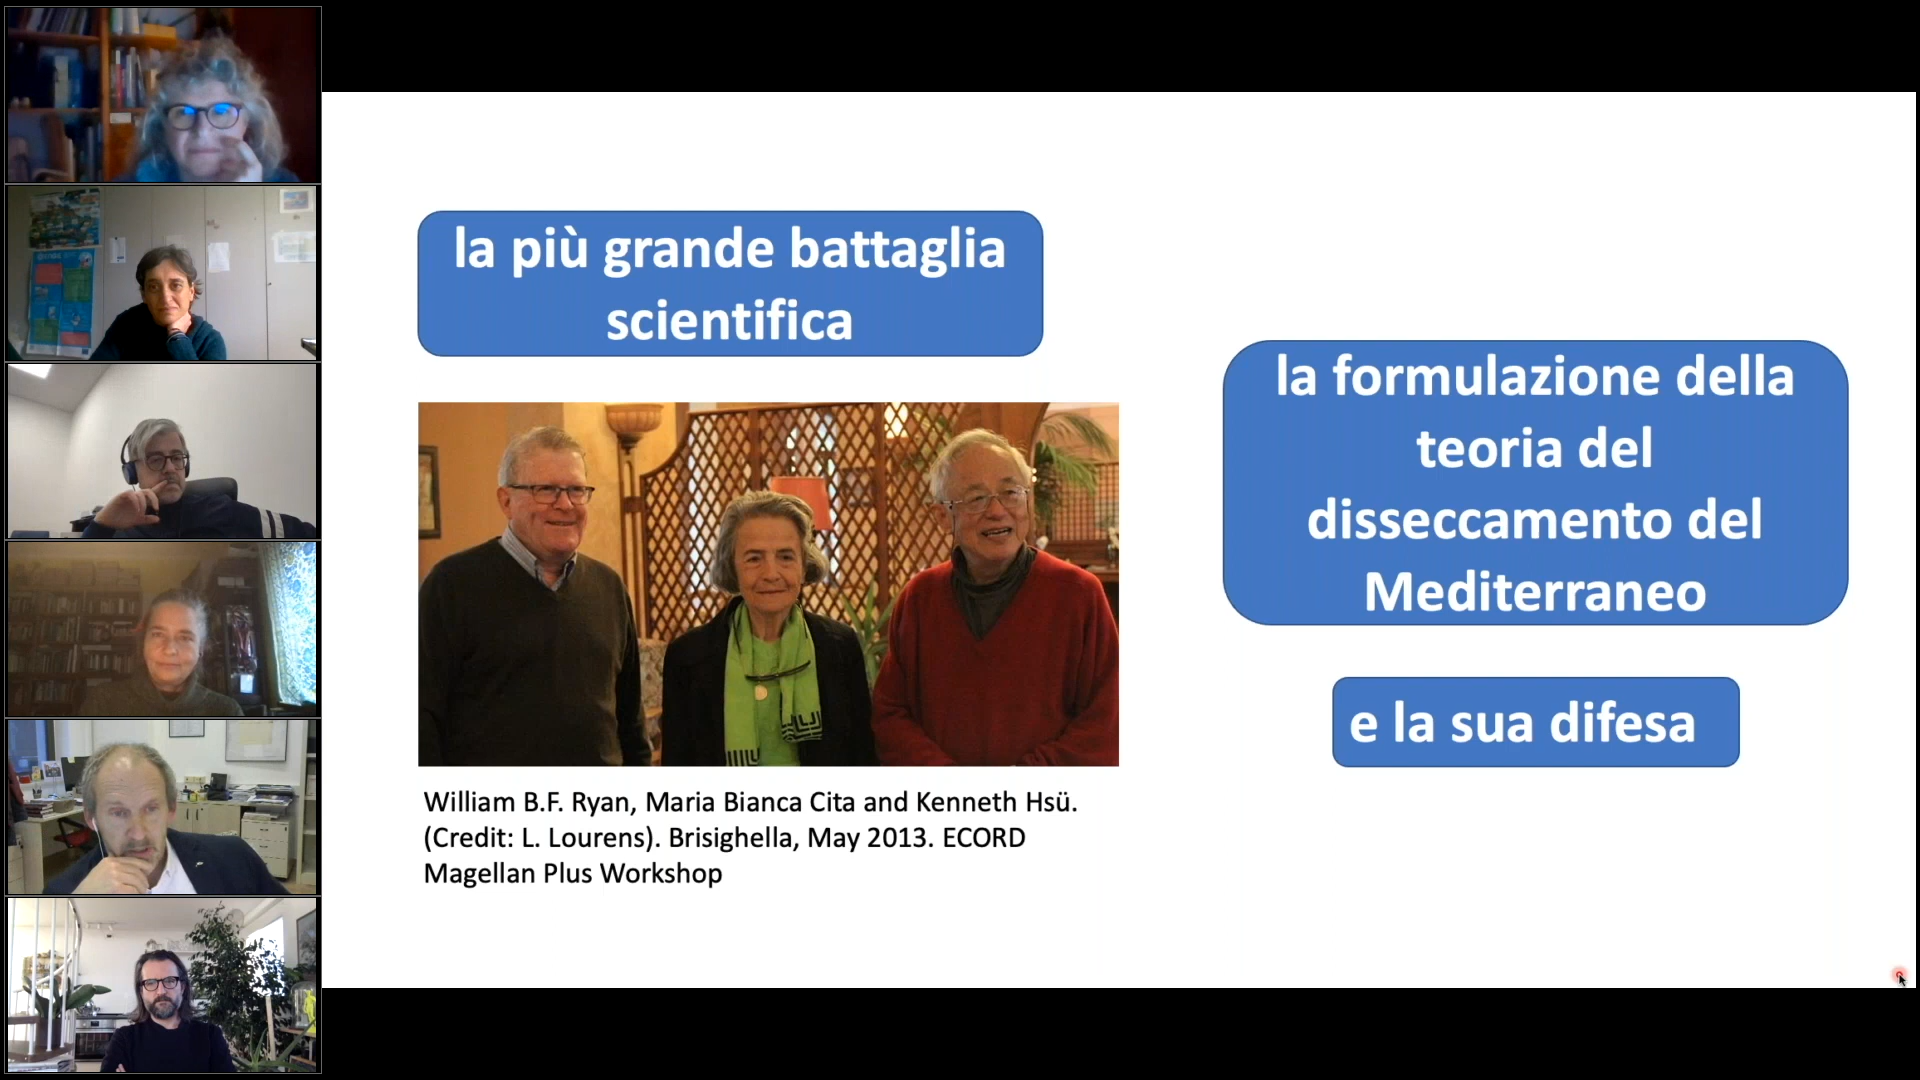 la più grande battaglia
scientifica
la formulazione della
teoria del
disseccamento del
Mediterraneo
e la sua difesa
William B.F. Ryan, Maria Bianca Cita and Kenneth Hsü.
(Credit: L. Lourens). Brisighella, May 2013. ECORD
Magellan Plus Workshop